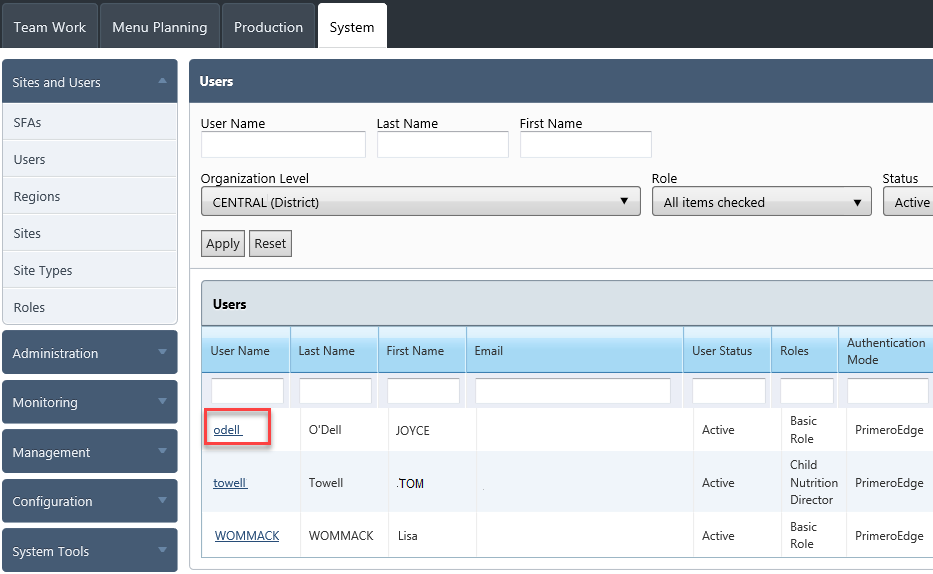 Team Work Menu Planning Production System
Sites and Users
SFAs
Users
Regions
Sites
Site Types
Roles
Administration
Monitoring
Management
Configuration
System Tools
Users
User Name Last Name First Name
Organization Level Role Status
CENTRAL (District) All items checked Active
Apply Reset
Users
User Name Last Name First Name Email User Status Roles Authentication
Mode
odell O'Dell JOYCE Active Basic
Role PrimeroEdge
towell Towell TOM Active Child
Nutrition
Director PrimeroEdge
WOMMACK WOMMACK Lisa Active Basic
Role PrimeroEdge